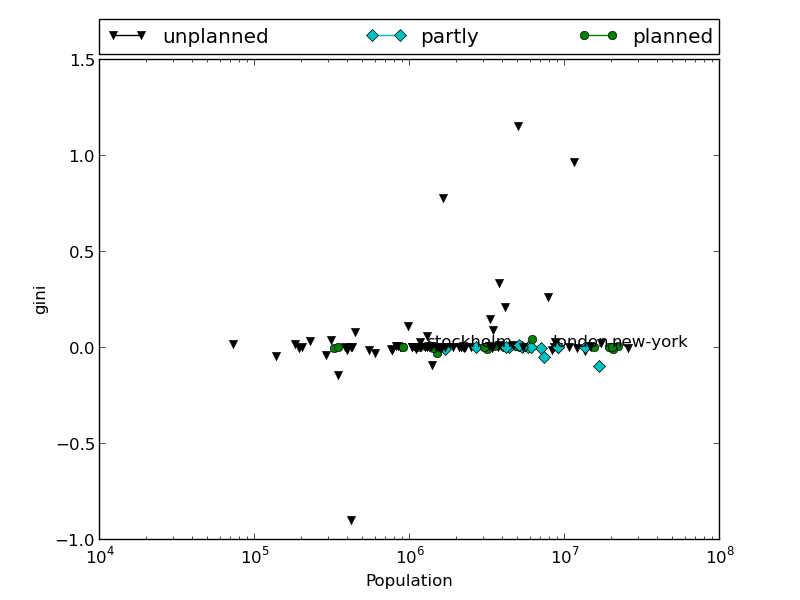 unplanned partly planned
1.5
1.0
0.5
0.0
−0.5
−1.0
gini
stockholm london new-york
10^4 10^5 10^6 10^7 10^8
Population